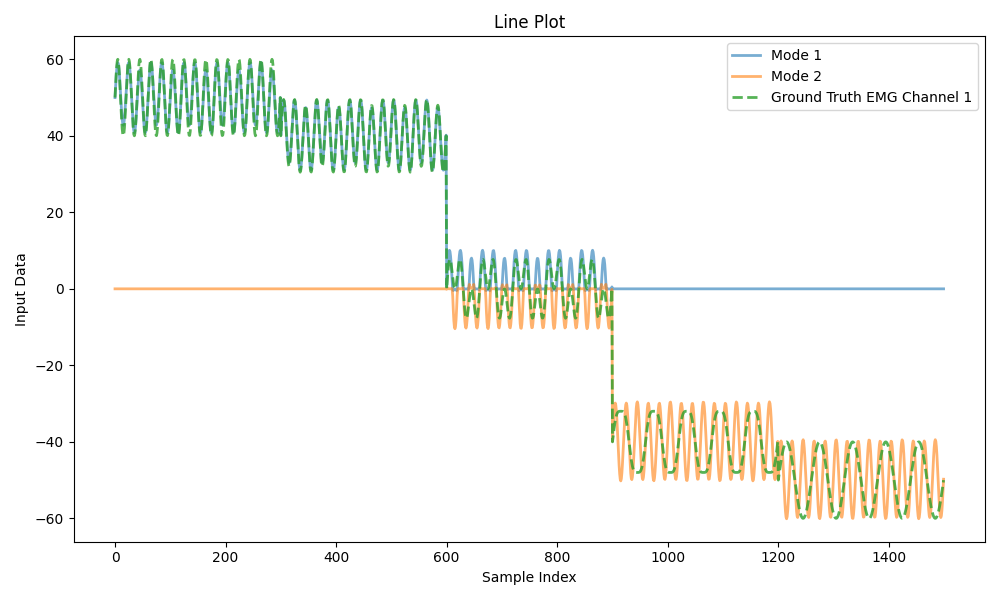 Line Plot
Mode 1
Mode 2
Ground Truth EMG Channel 1
Input Data
60
40
20
0
−20
−40
−60
0 200 400 600 800 1000 1200 1400
Sample Index